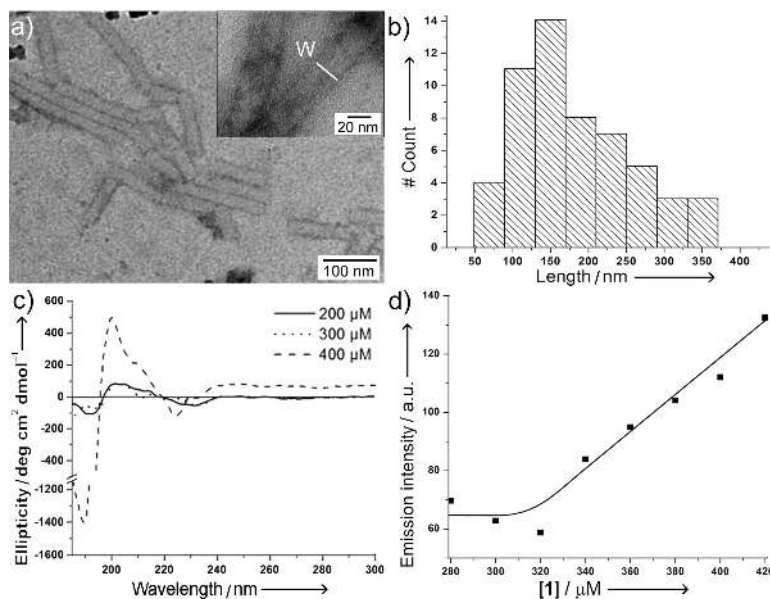 a)
W
20 nm
100 nm
b)
# Count
14
12
10
8
6
4
2
0
50 100 150 200 250 300 350 400
Length / nm
c)
Ellipticity / deg cm² dmol⁻¹
600
400
200
0
-200
-400
-1200
-1400
-1600
200 µM
300 µM
400 µM
200 220 240 260 280 300
Wavelength / nm
d)
Emission intensity / a.u.
140
120
100
80
60
280 300 320 340 360 380 400 420
[1] / µM